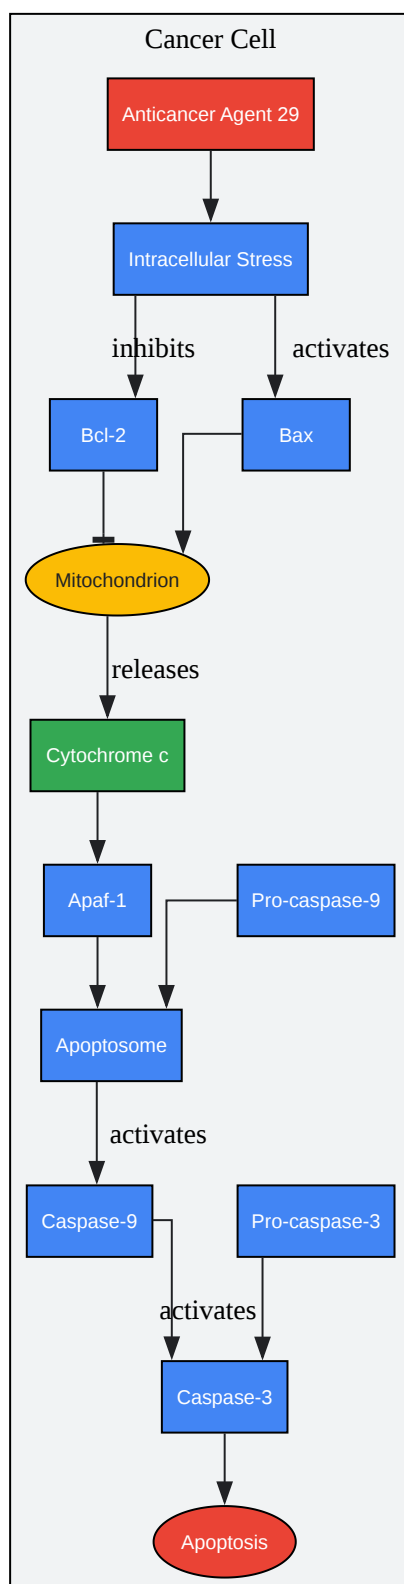 Cancer Cell
Anticancer Agent 29
Intracellular Stress
inhibits
activates
Bcl-2
Bax
Mitochondrion
releases
Cytochrome c
Apaf-1
Pro-caspase-9
Apoptosome
activates
Caspase-9
Pro-caspase-3
activates
Caspase-3
Apoptosis